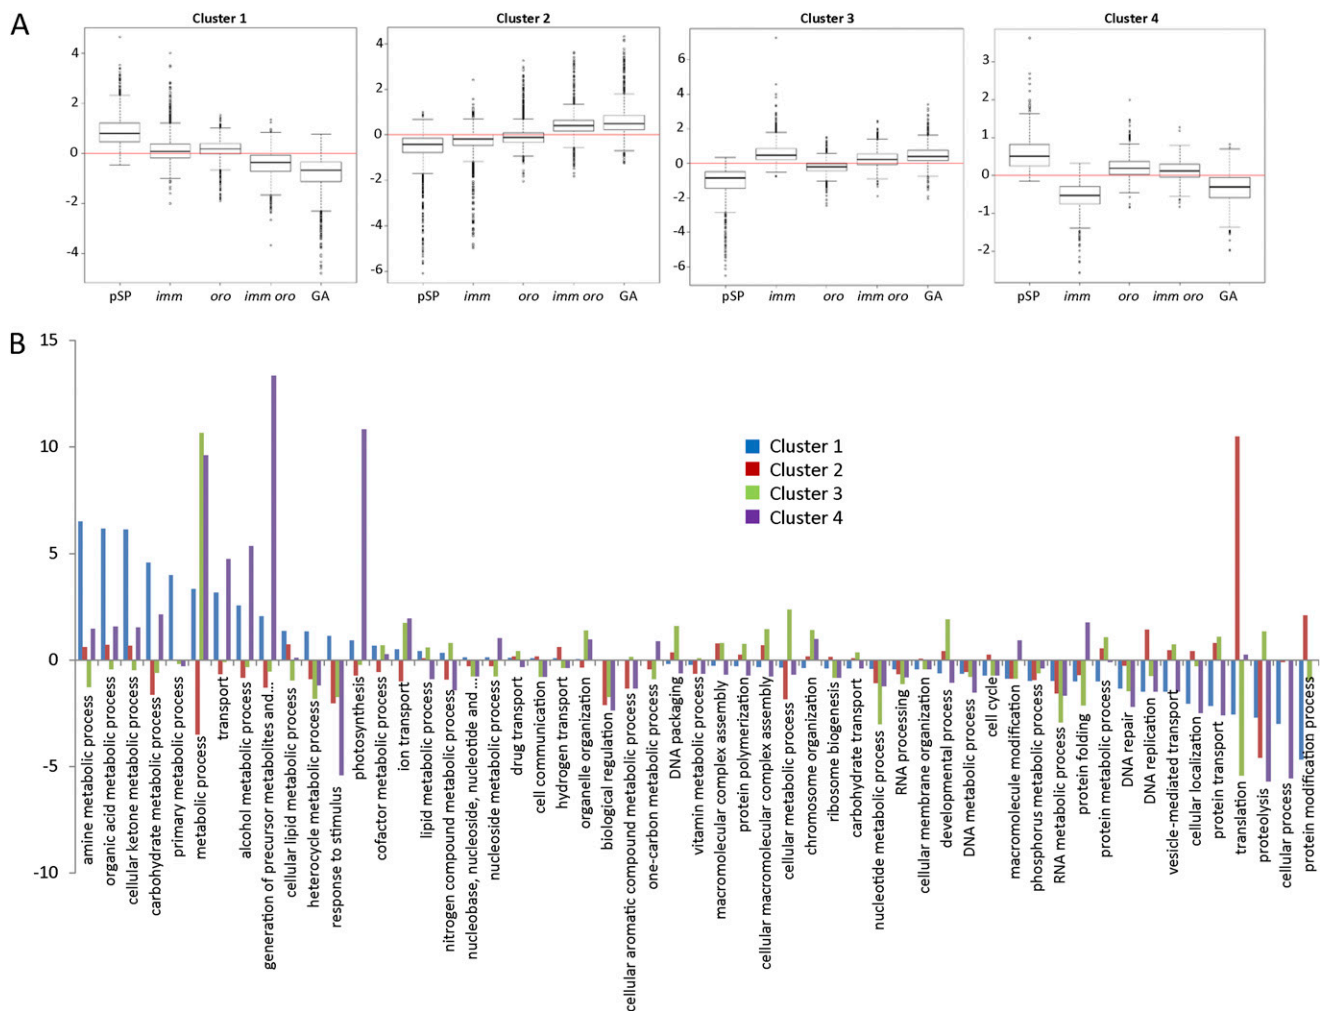 A
Cluster 1
4
2
0
-2
-4
pSP imm oro imm oro GA
Cluster 2
4
2
0
-2
-4
-6
pSP imm oro imm oro GA
Cluster 3
6
4
2
0
-2
-4
-6
pSP imm oro imm oro GA
Cluster 4
3
2
1
0
-1
-2
pSP imm oro imm oro GA
B
15
10
5
0
-5
-10
Cluster 1
Cluster 2
Cluster 3
Cluster 4
amine metabolic process
organic acid metabolic process
cellular ketone metabolic process
carbohydrate metabolic process
primary metabolic process
metabolic process
transport
alcohol metabolic process
generation of precursor metabolites and...
cellular lipid metabolic process
heterocycle metabolic process
response to stimulus
photosynthesis
cofactor metabolic process
ion transport
lipid metabolic process
nitrogen compound metabolic process
nucleobase, nucleoside, nucleotide and...
nucleoside metabolic process
drug transport
cell communication
hydrogen transport
organelle organization
biological regulation
cellular aromatic compound metabolic process
one-carbon metabolic process
DNA packaging
vitamin metabolic process
macromolecular complex assembly
protein polymerization
cellular macromolecular complex assembly
cellular metabolic process
chromosome organization
ribosome biogenesis
carbohydrate transport
nucleotide metabolic process
RNA processing
cellular membrane organization
developmental process
DNA metabolic process
cell cycle
macromolecule modification
phosphorus metabolic process
RNA metabolic process
protein folding
protein metabolic process
DNA repair
DNA replication
vesicle-mediated transport
cellular localization
protein transport
translation
proteolysis
cellular process
protein modification process